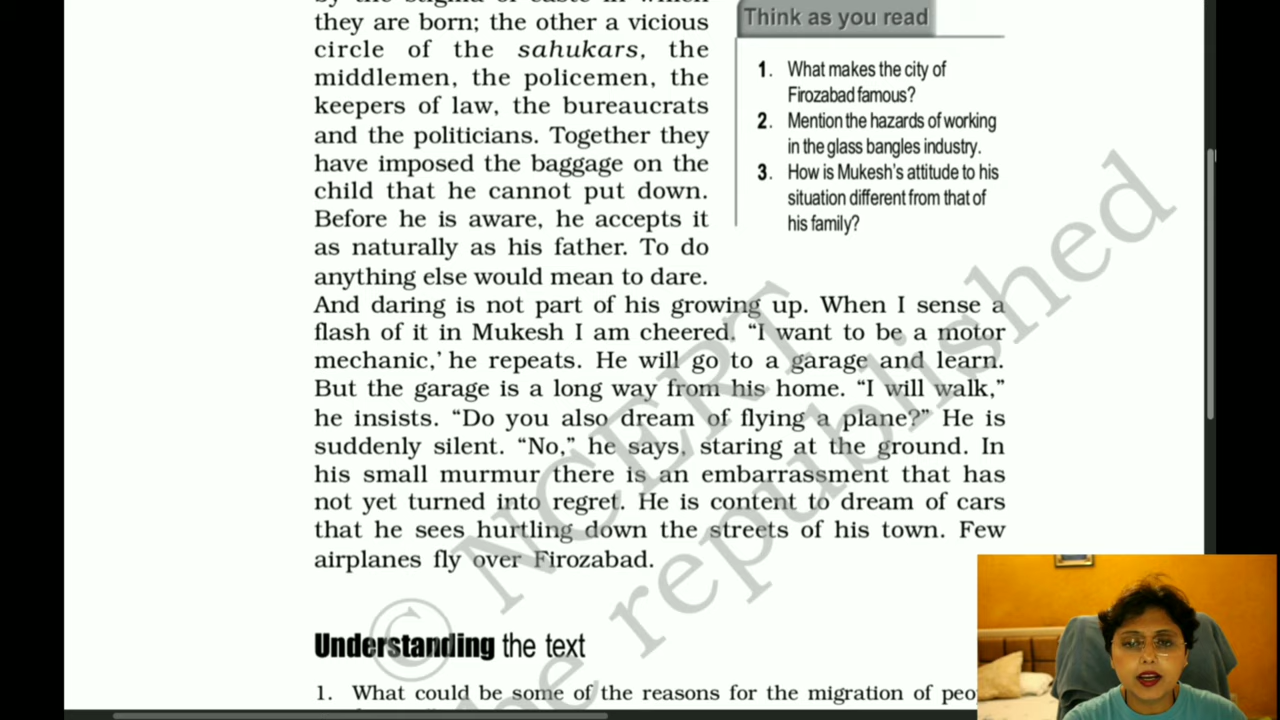 by the stigma of caste in which
they are born; the other a vicious
circle of the sahukars, the
middlemen, the policemen, the
keepers of law, the bureaucrats
and the politicians. Together they
have imposed the baggage on the
child that he cannot put down.
Before he is aware, he accepts it
as naturally as his father. To do
anything else would mean to dare.
And daring is not part of his growing up. When I sense a
flash of it in Mukesh I am cheered. “I want to be a motor
mechanic,’ he repeats. He will go to a garage and learn.
But the garage is a long way from his home. “I will walk,”
he insists. “Do you also dream of flying a plane?” He is
suddenly silent. “No,” he says, staring at the ground. In
his small murmur there is an embarrassment that has
not yet turned into regret. He is content to dream of cars
that he sees hurtling down the streets of his town. Few
airplanes fly over Firozabad.
Think as you read
1. What makes the city of
Firozabad famous?
2. Mention the hazards of working
in the glass bangles industry.
3. How is Mukesh’s attitude to his
situation different from that of
his family?
Understanding the text
1. What could be some of the reasons for the migration of
© NCERT
be republished